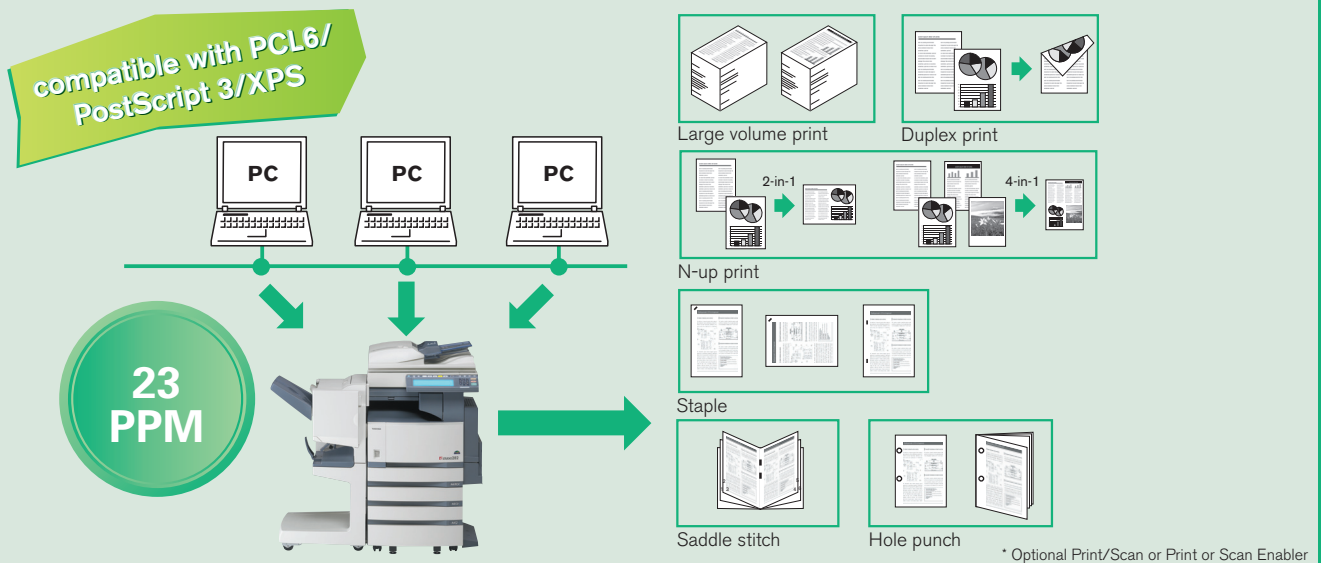 compatible with PCL6/
PostScript 3/XPS
PC
PC
PC
23
PPM
Large volume print
Duplex print
2-in-1
4-in-1
N-up print
Staple
Saddle stitch
Hole punch
* Optional Print/Scan or Print or Scan Enabler